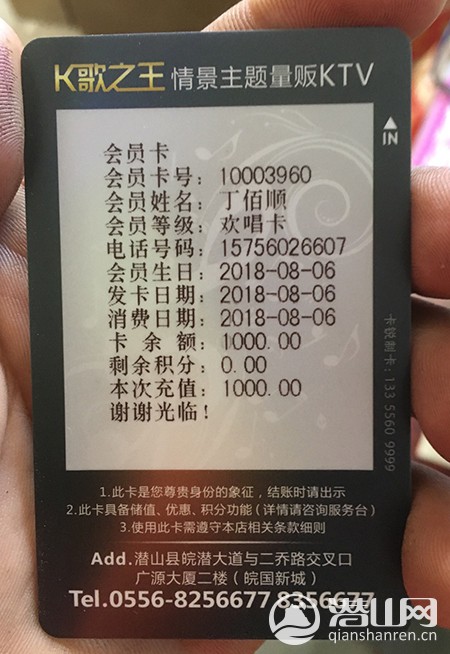 K歌之王 情景主题量贩KTV
IN
会员卡
会员卡号：10003960
会员姓名：丁佰顺
会员等级：欢唱卡
电话号码：15756026607
会员生日：2018-08-06
发卡日期：2018-08-06
消费日期：2018-08-06
卡 余 额：1000.00
剩余积分：0.00
本次充值：1000.00
谢谢光临！
卡银制卡：133 5560 9999
1.此卡是您尊贵身份的象征，结账时请出示
2.此卡具备储值、优惠、积分功能（详情请咨询服务台）
3.使用此卡需遵守本店相关条款细则
Add.潜山县皖潜大道与二乔路交叉口
广源大厦二楼（皖国新城）
Tel.0556-8256677 8356677
潜山网
qianshanren.cn